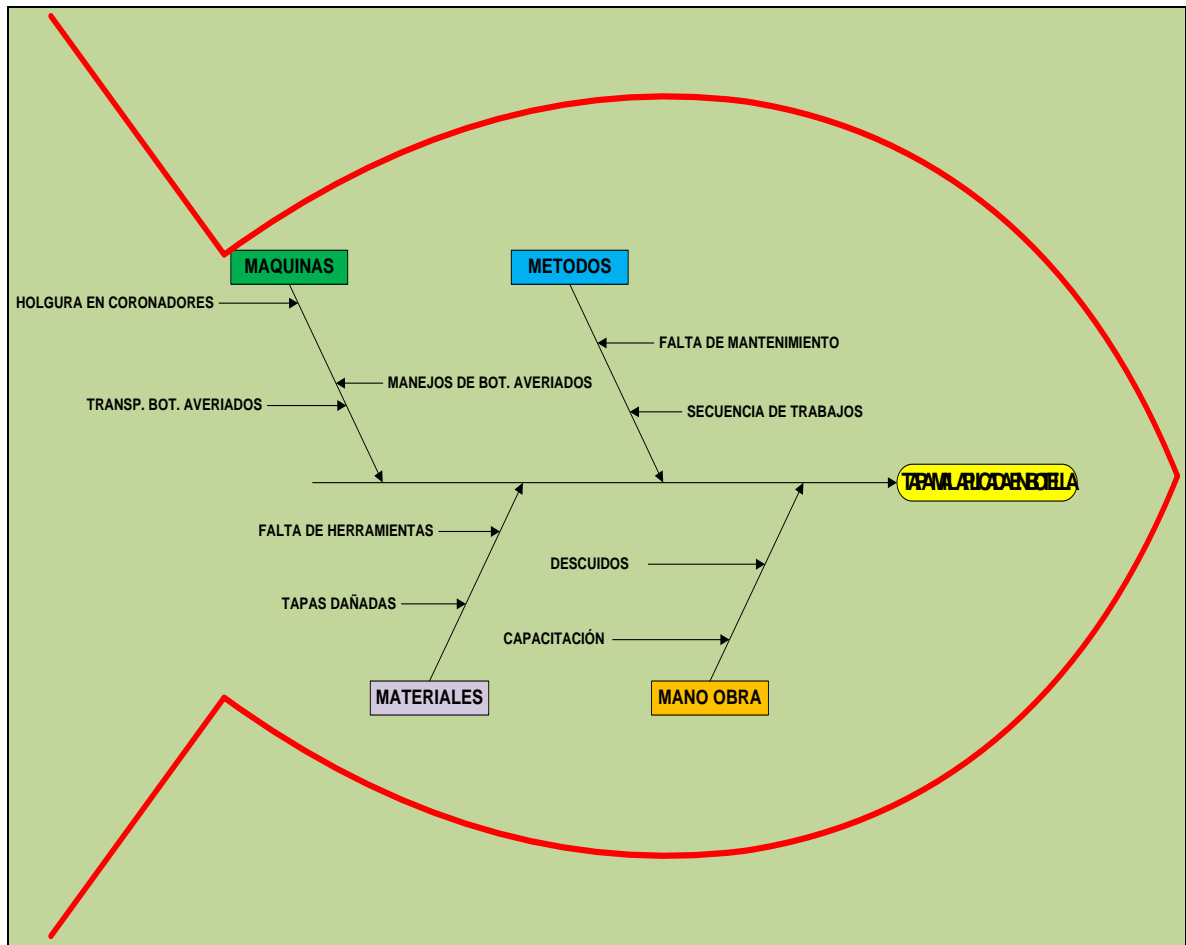 MAQUINAS
METODOS
HOLGURA EN CORONADORES
FALTA DE MANTENIMIENTO
MANEJOS DE BOT. AVERIADOS
TRANSP. BOT. AVERIADOS
SECUENCIA DE TRABAJOS
TAPA MAL APLICADA EN BOTELLA
FALTA DE HERRAMIENTAS
DESCUIDOS
TAPAS DAÑADAS
CAPACITACIÓN
MATERIALES
MANO OBRA